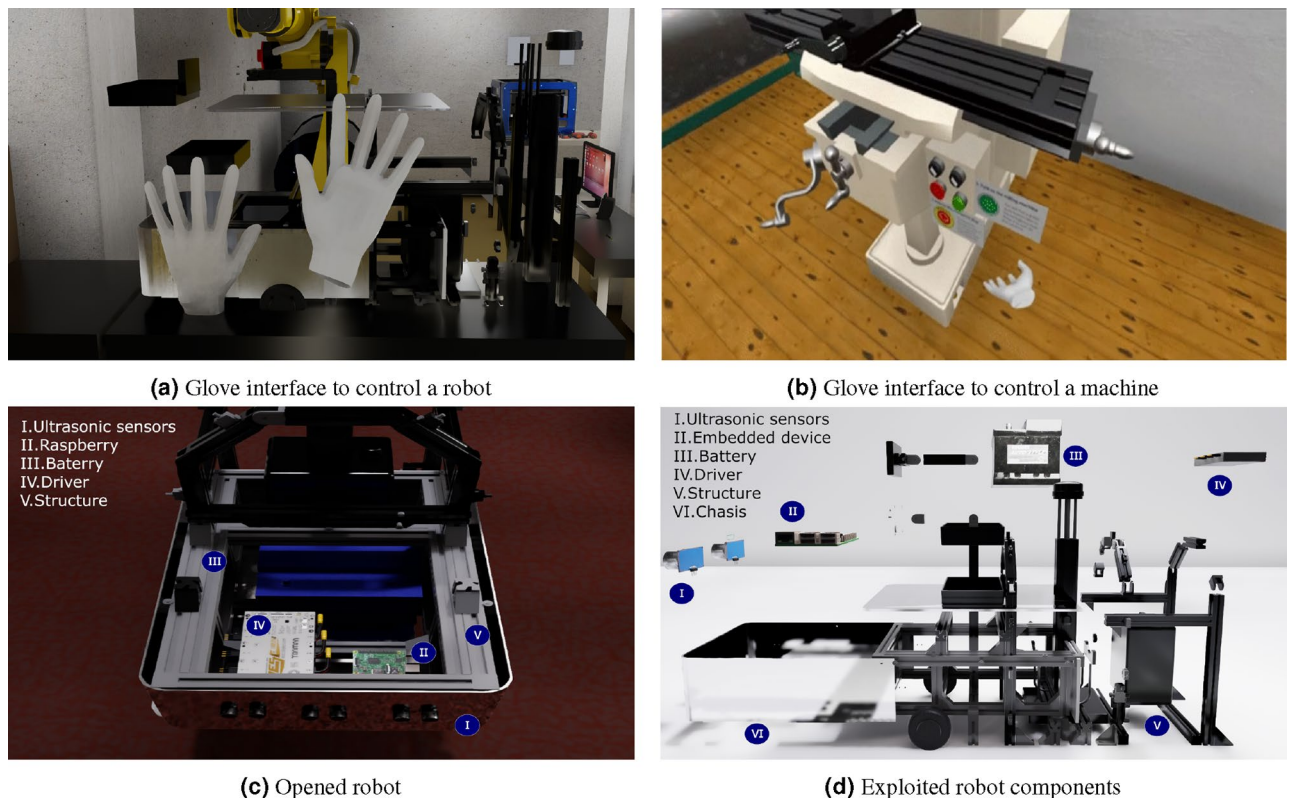 (a) Glove interface to control a robot
(b) Glove interface to control a machine
I.Ultrasonic sensors
II.Raspberry
III.Baterry
IV.Driver
V.Structure
III
IV
V
II
I
(c) Opened robot
I.Ultrasonic sensors
II.Embedded device
III.Battery
IV.Driver
V.Structure
VI.Chasis
III
IV
II
I
VI
V
(d) Exploited robot components